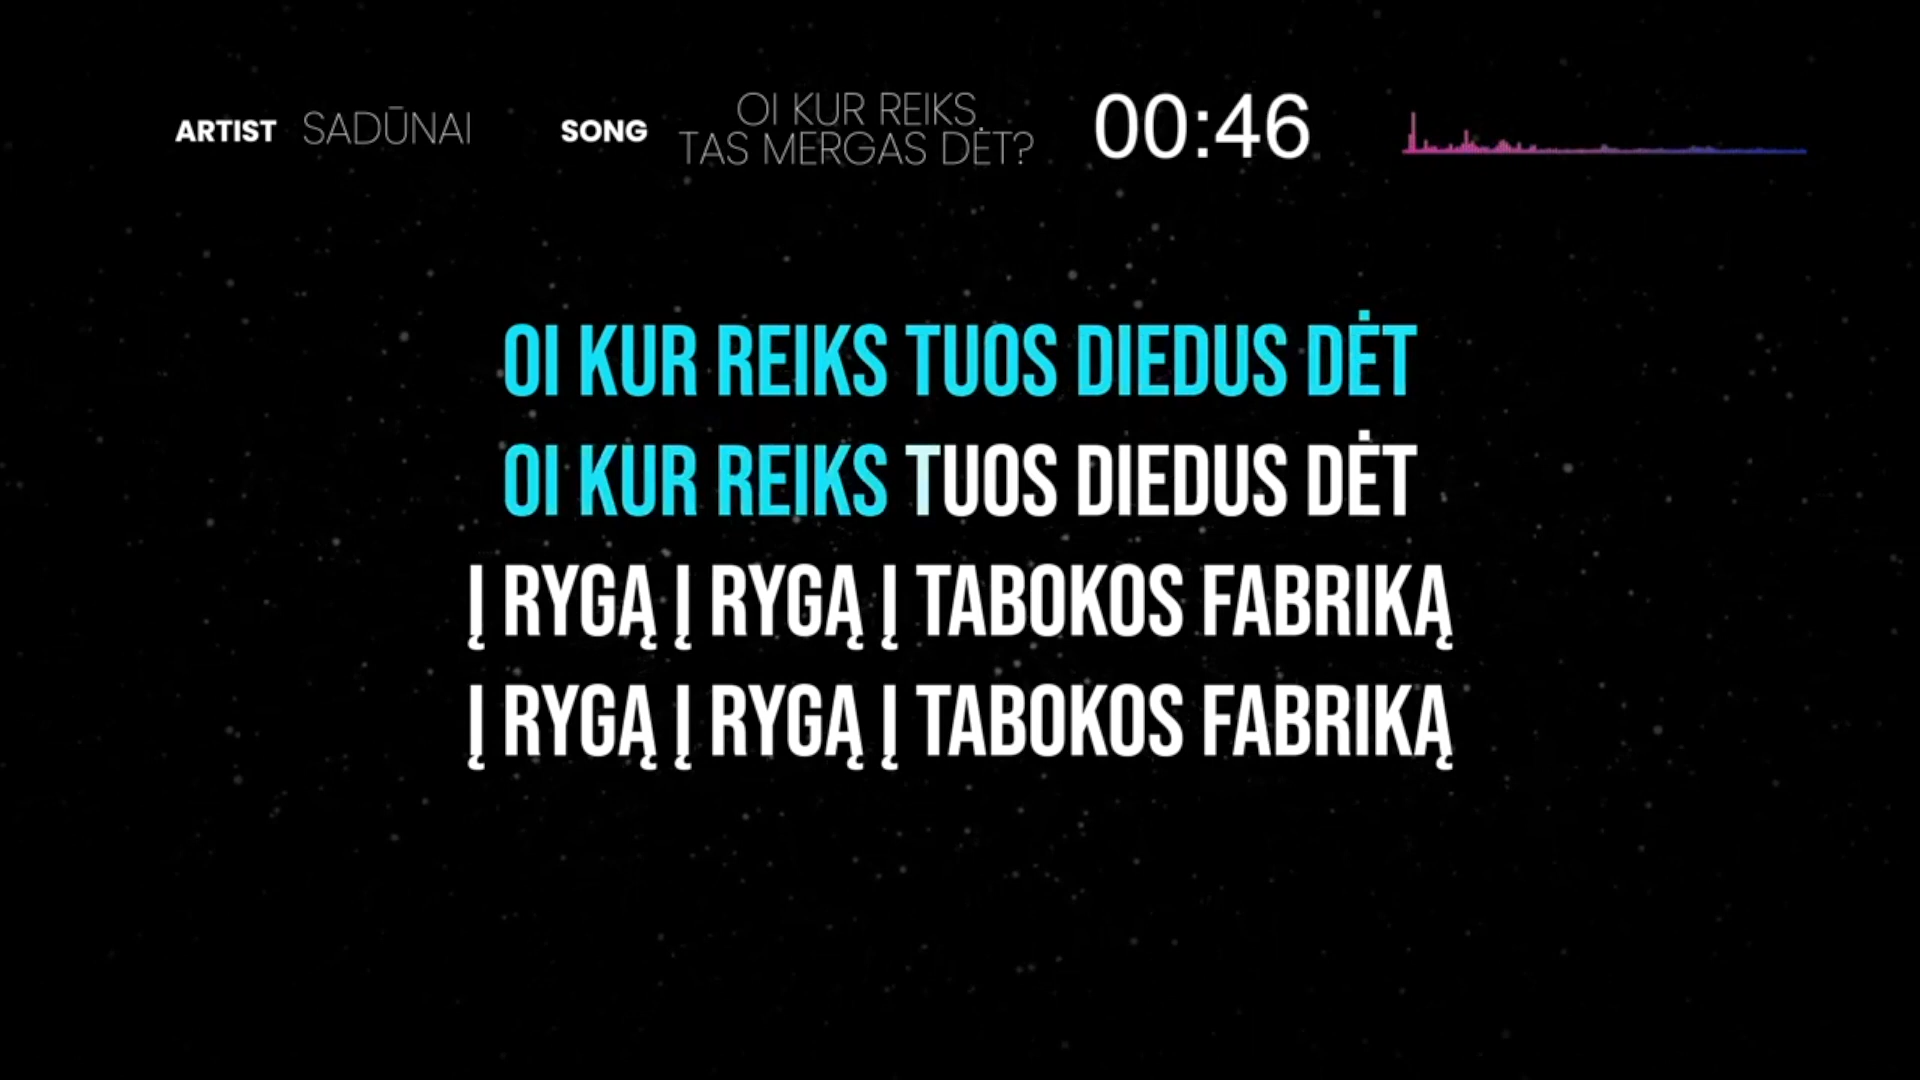 ARTIST SADŪNAI SONG OI KUR REIKS
TAS MERGAS DĖT? 00:46
OI KUR REIKS TUOS DIEDUS DĖT
OI KUR REIKS TUOS DIEDUS DĖT
Į RYGĄ Į RYGĄ Į TABOKOS FABRIKĄ
Į RYGĄ Į RYGĄ Į TABOKOS FABRIKĄ